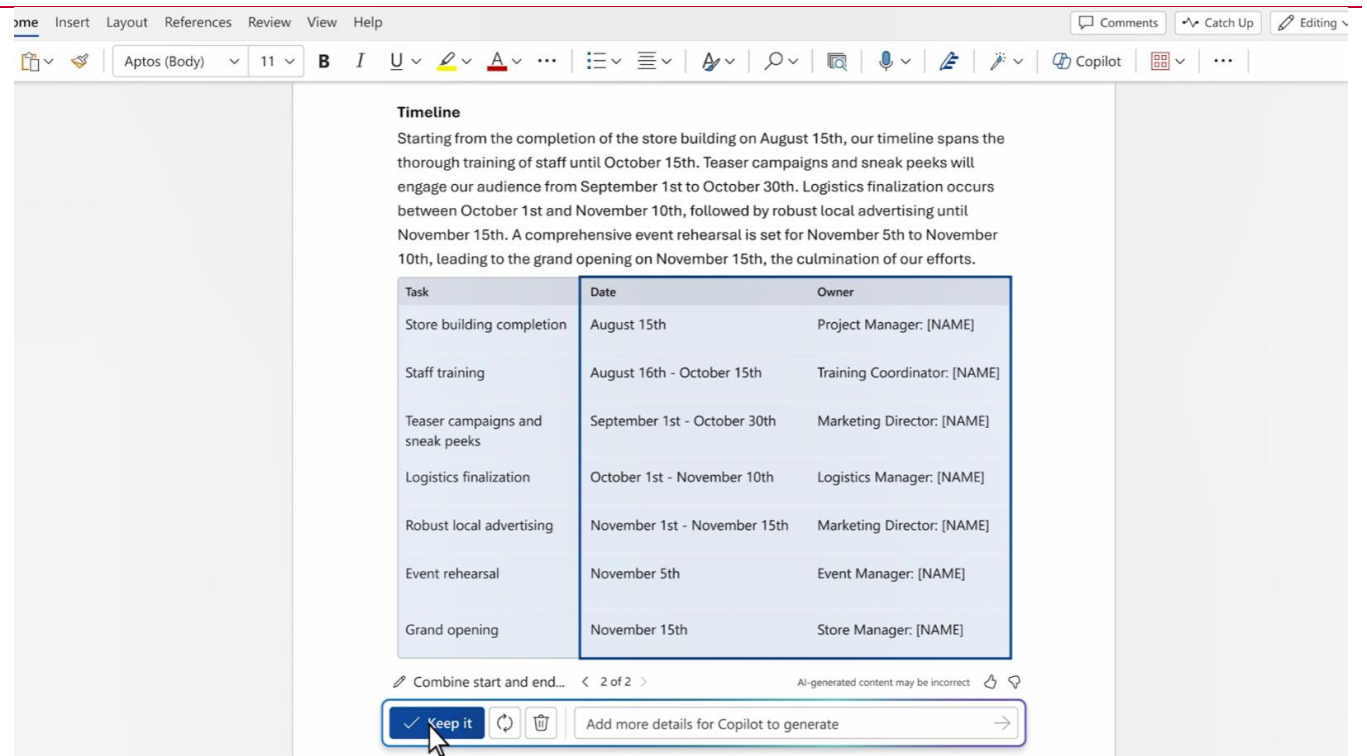 ome Insert Layout References Review View Help Comments Catch Up Editing
Aptos (Body) 11 B I U A Copilot
Timeline
Starting from the completion of the store building on August 15th, our timeline spans the
thorough training of staff until October 15th. Teaser campaigns and sneak peeks will
engage our audience from September 1st to October 30th. Logistics finalization occurs
between October 1st and November 10th, followed by robust local advertising until
November 15th. A comprehensive event rehearsal is set for November 5th to November
10th, leading to the grand opening on November 15th, the culmination of our efforts.
Task Date Owner
Store building completion August 15th Project Manager: [NAME]
Staff training August 16th - October 15th Training Coordinator: [NAME]
Teaser campaigns and September 1st - October 30th Marketing Director: [NAME]
sneak peeks
Logistics finalization October 1st - November 10th Logistics Manager: [NAME]
Robust local advertising November 1st - November 15th Marketing Director: [NAME]
Event rehearsal November 5th Event Manager: [NAME]
Grand opening November 15th Store Manager: [NAME]
Combine start and end... 2 of 2 AI-generated content may be incorrect
Keep it Add more details for Copilot to generate